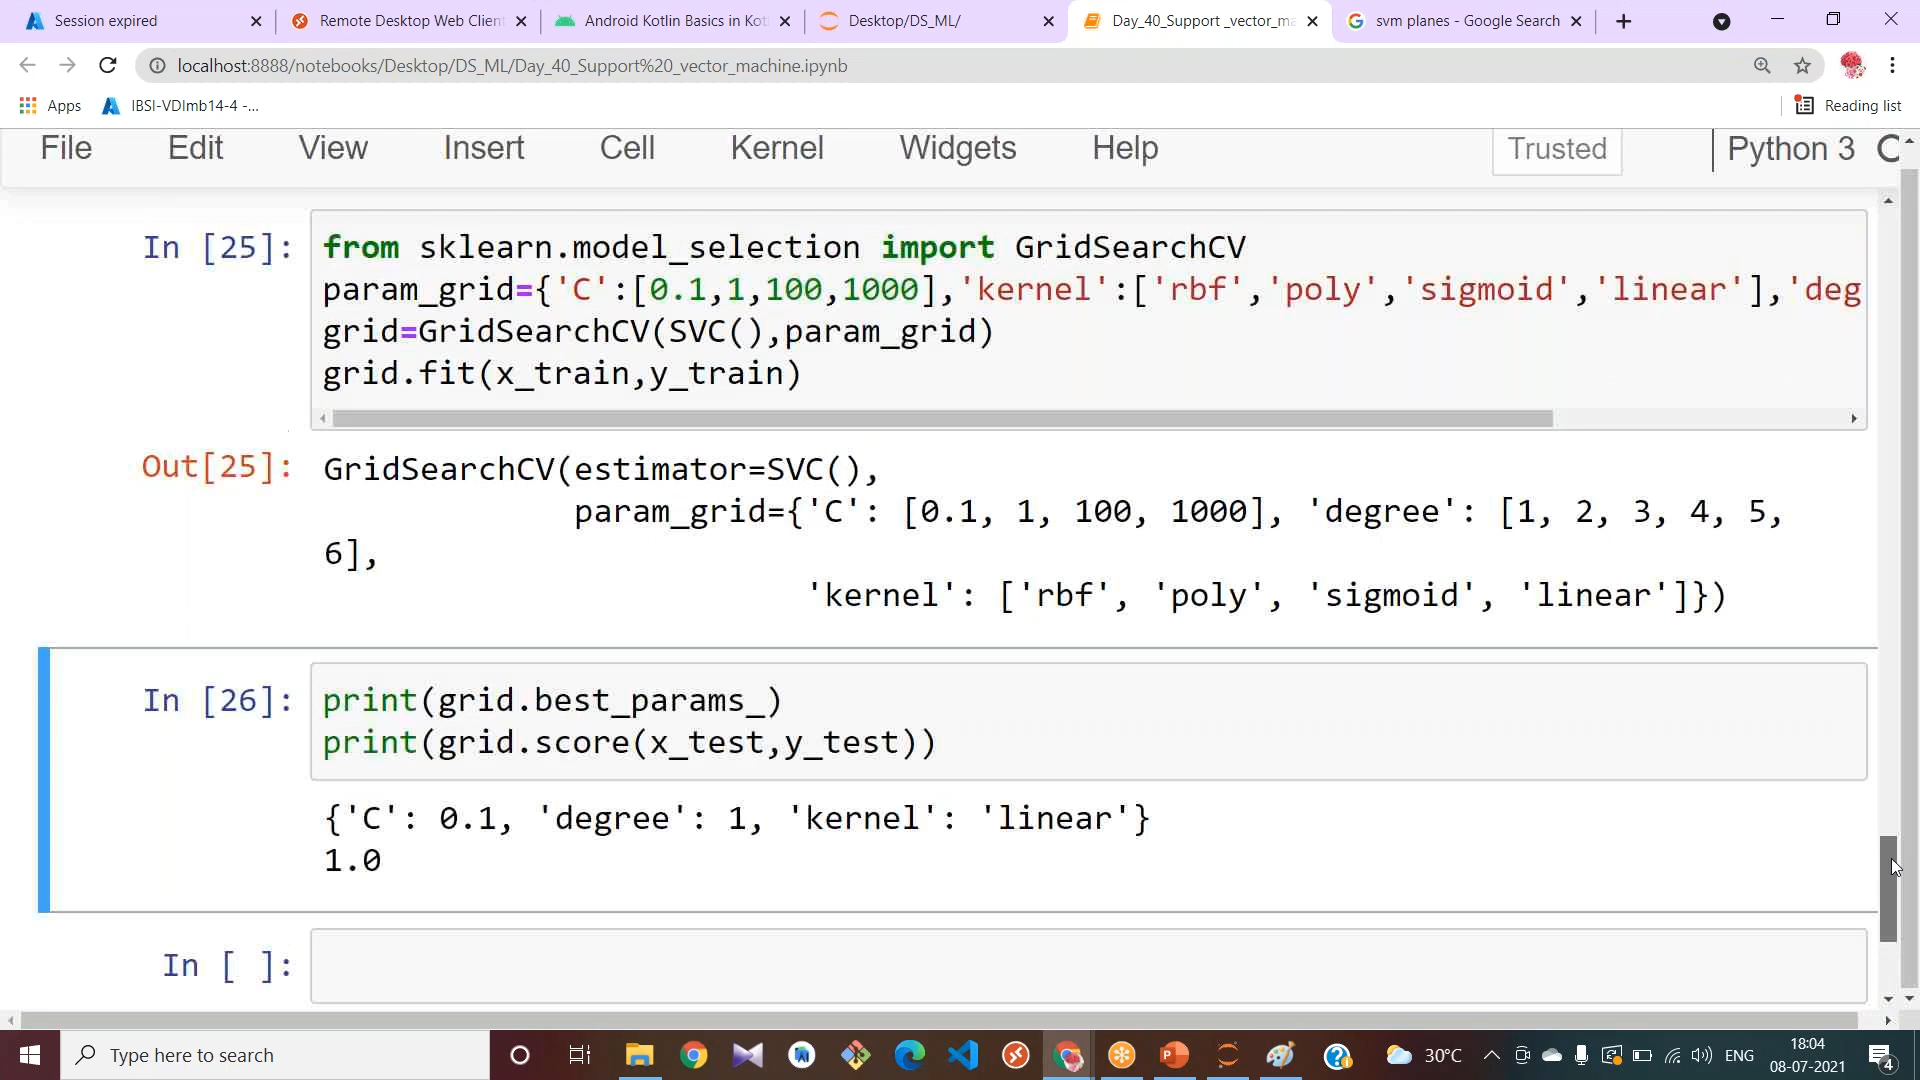 Session expired
Remote Desktop Web Clien
Android Kotlin Basics in Kot
Desktop/DS_ML/
Day_40_Support _vector_ma
svm planes - Google Search
localhost:8888/notebooks/Desktop/DS_ML/Day_40_Support%20_vector_machine.ipynb
Apps
IBSI-VDImb14-4 -...
Reading list
File Edit View Insert Cell Kernel Widgets Help
Trusted
Python 3
In [25]:
from sklearn.model_selection import GridSearchCV
param_grid={'C':[0.1,1,100,1000],'kernel':['rbf','poly','sigmoid','linear'],'deg
grid=GridSearchCV(SVC(),param_grid)
grid.fit(x_train,y_train)
Out[25]:
GridSearchCV(estimator=SVC(),
param_grid={'C': [0.1, 1, 100, 1000], 'degree': [1, 2, 3, 4, 5,
6],
'kernel': ['rbf', 'poly', 'sigmoid', 'linear']})
In [26]:
print(grid.best_params_)
print(grid.score(x_test,y_test))
{'C': 0.1, 'degree': 1, 'kernel': 'linear'}
1.0
In [ ]:
Type here to search
30°C
ENG
18:04
08-07-2021
4